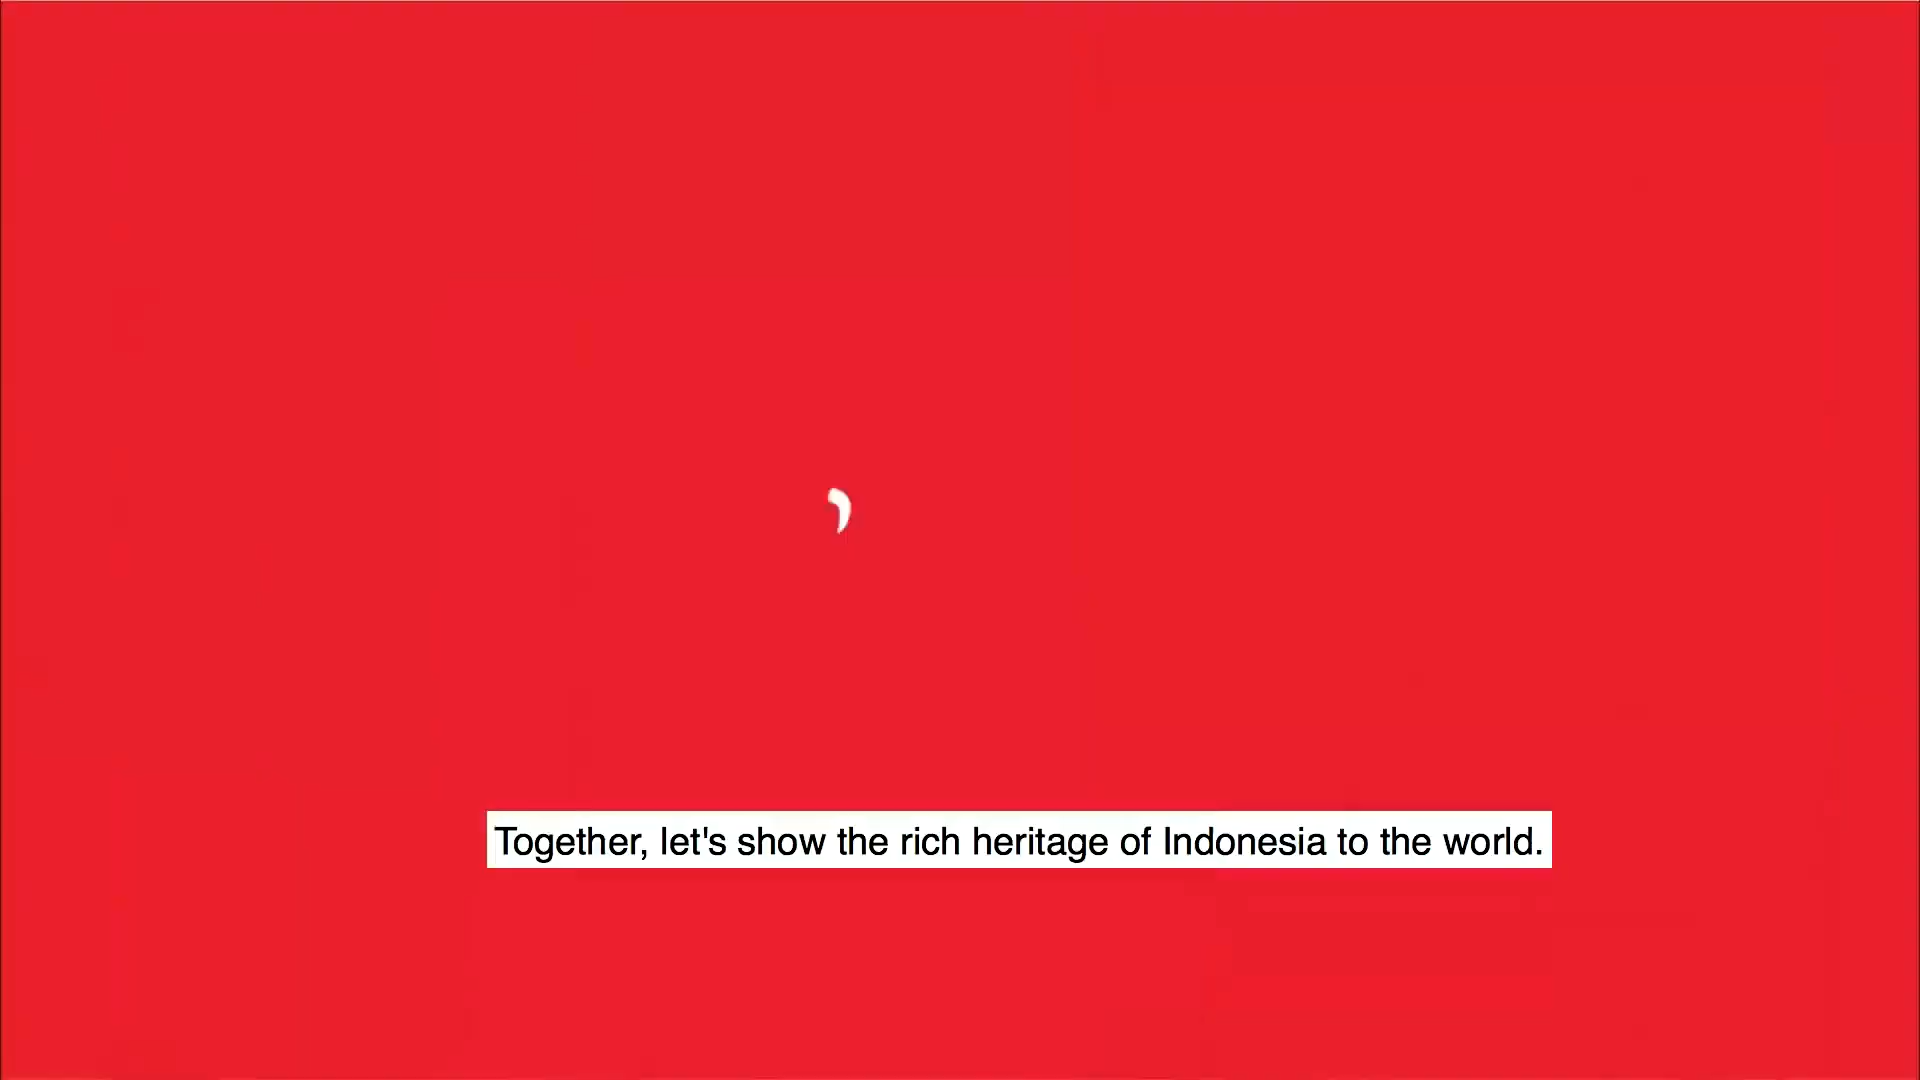 Together, let's show the rich heritage of Indonesia to the world.